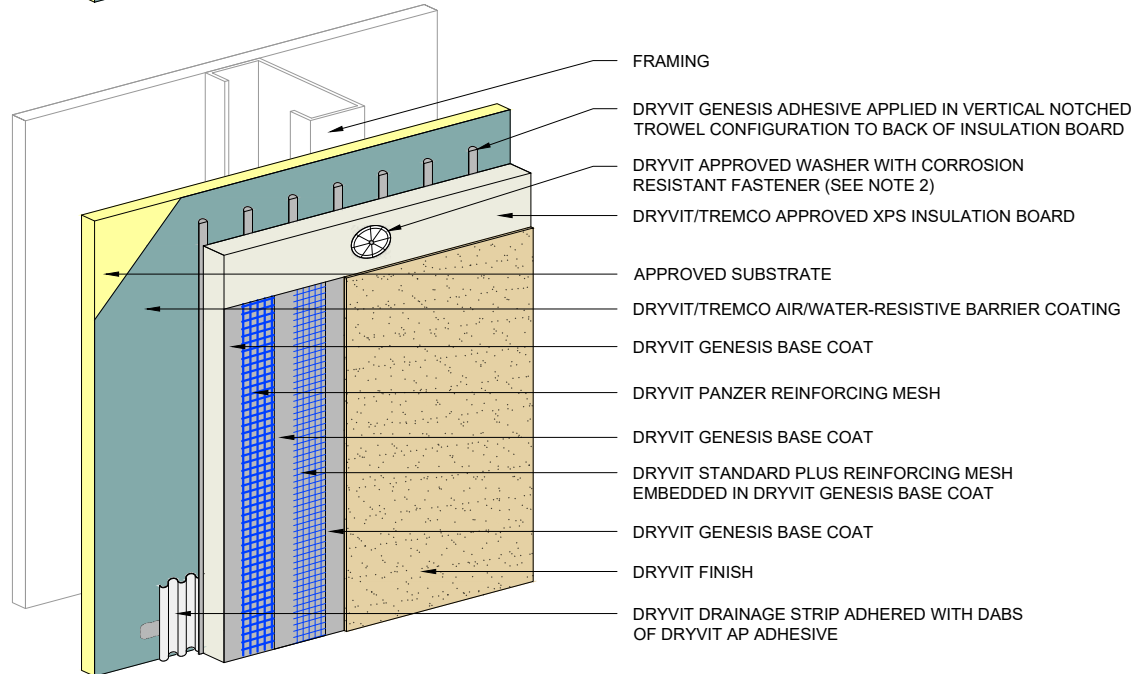 FRAMING
DRYVIT GENESIS ADHESIVE APPLIED IN VERTICAL NOTCHED
TROWEL CONFIGURATION TO BACK OF INSULATION BOARD
DRYVIT APPROVED WASHER WITH CORROSION
RESISTANT FASTENER (SEE NOTE 2)
DRYVIT/TREMCO APPROVED XPS INSULATION BOARD
APPROVED SUBSTRATE
DRYVIT/TREMCO AIR/WATER-RESISTIVE BARRIER COATING
DRYVIT GENESIS BASE COAT
DRYVIT PANZER REINFORCING MESH
DRYVIT GENESIS BASE COAT
DRYVIT STANDARD PLUS REINFORCING MESH
EMBEDDED IN DRYVIT GENESIS BASE COAT
DRYVIT GENESIS BASE COAT
DRYVIT FINISH
DRYVIT DRAINAGE STRIP ADHERED WITH DABS
OF DRYVIT AP ADHESIVE